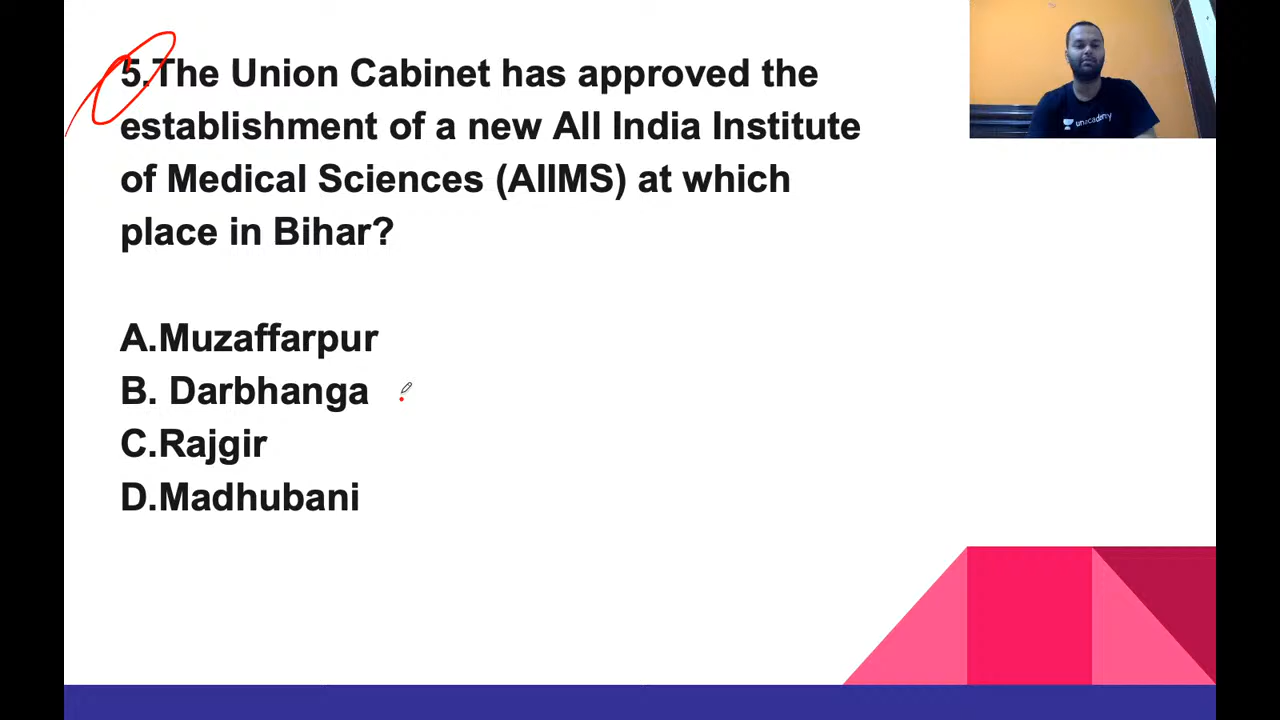 5.The Union Cabinet has approved the
establishment of a new All India Institute
of Medical Sciences (AIIMS) at which
place in Bihar?
A.Muzaffarpur
B. Darbhanga
C.Rajgir
D.Madhubani
unacademy